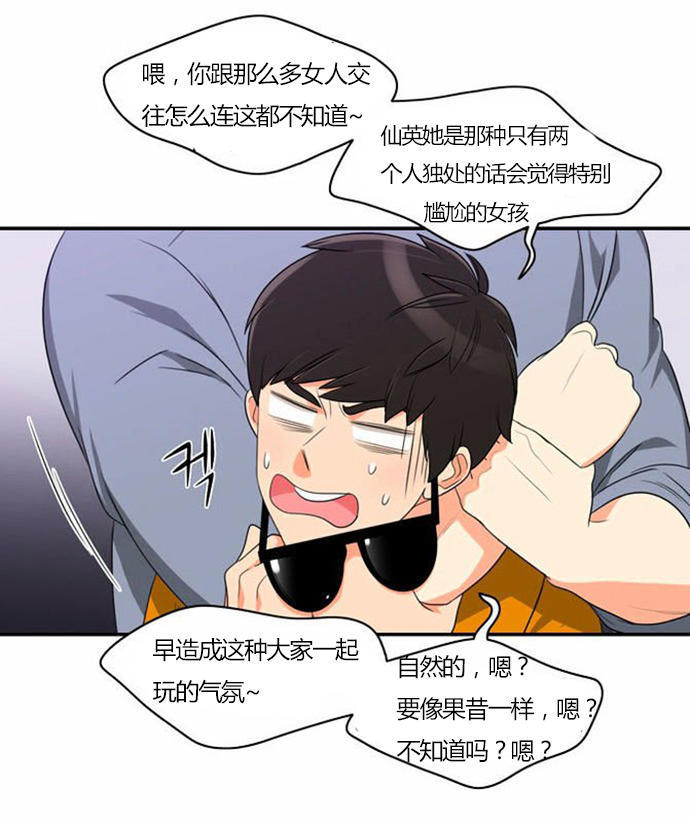 喂，你跟那么多女人交
往怎么连这都不知道~
仙英她是那种只有两
个人独处的话会觉得特别
尴尬的女孩
켁
早造成这种大家一起
玩的气氛~
自然的，嗯？
要像果昔一样，嗯？
不知道吗？嗯？